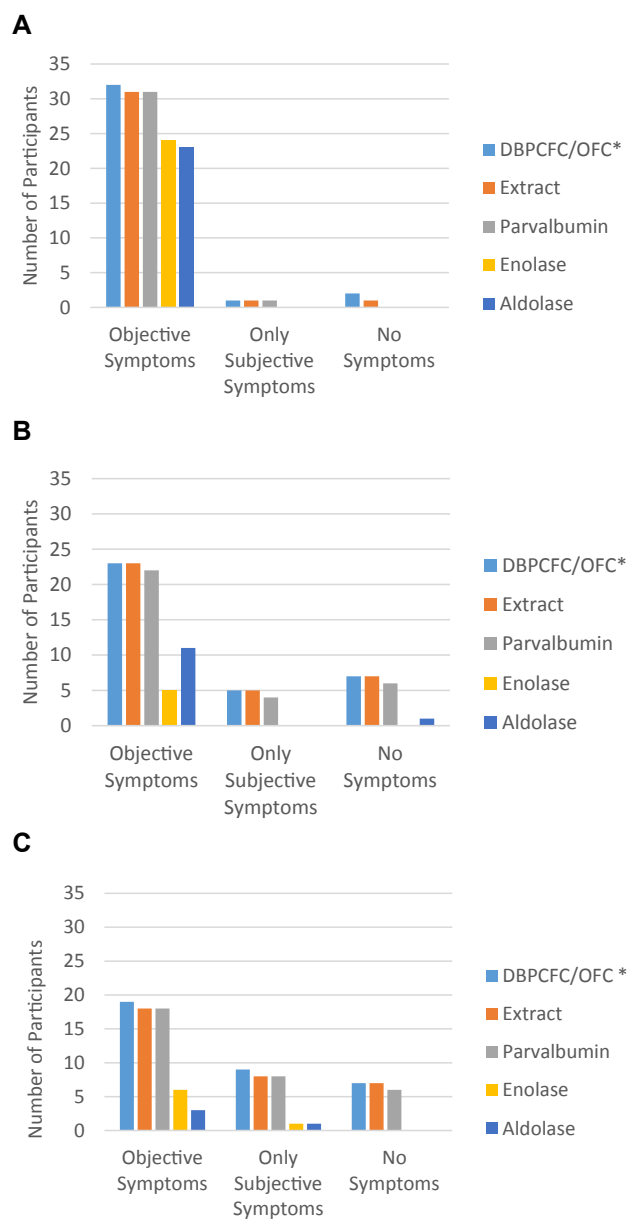 A
35
30
25
20
15
10
5
0
Number of Participants
Objective
Symptoms
Only
Subjective
Symptoms
No
Symptoms
DBPCFC/OFC*
Extract
Parvalbumin
Enolase
Aldolase
B
35
30
25
20
15
10
5
0
Number of Participants
Objective
Symptoms
Only
Subjective
Symptoms
No
Symptoms
DBPCFC/OFC*
Extract
Parvalbumin
Enolase
Aldolase
C
35
30
25
20
15
10
5
0
Number of Participants
Objective
Symptoms
Only
Subjective
Symptoms
No
Symptoms
DBPCFC/OFC *
Extract
Parvalbumin
Enolase
Aldolase